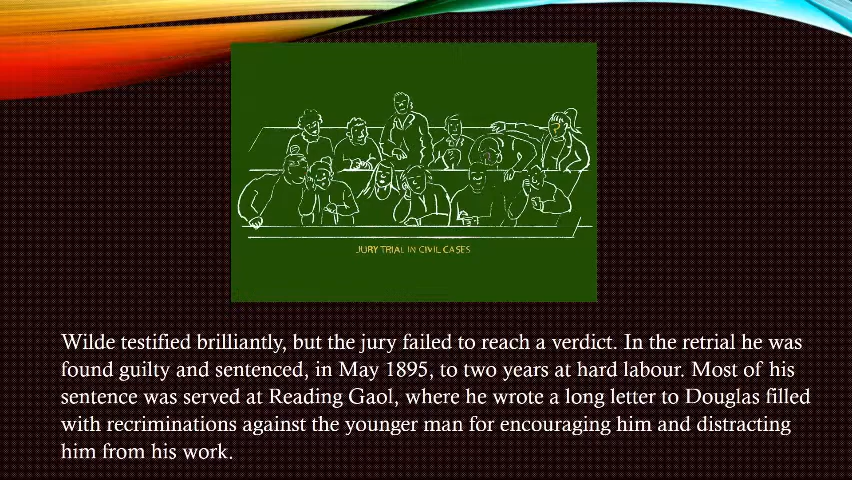 JURY TRIAL IN CIVIL CASES
Wilde testified brilliantly, but the jury failed to reach a verdict. In the retrial he was
found guilty and sentenced, in May 1895, to two years at hard labour. Most of his
sentence was served at Reading Gaol, where he wrote a long letter to Douglas filled
with recriminations against the younger man for encouraging him and distracting
him from his work.